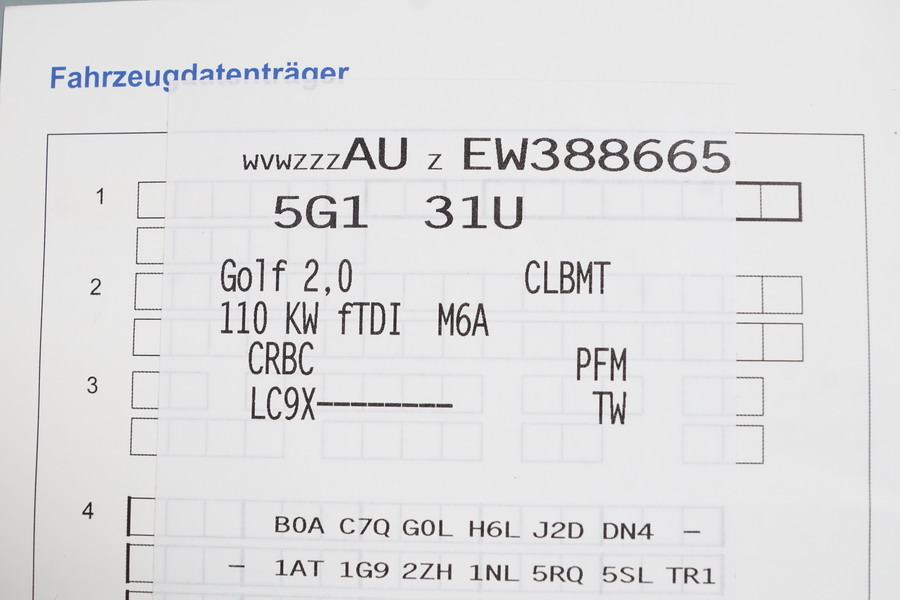 Fahrzeugdatenträger
WVWZZZAU Z EW388665
1
5G1 31U
Golf 2,0 CLBMT
2
110 KW fTDI M6A
CRBC PFM
3
LC9X-------- TW
4
B0A C7Q G0L H6L J2D DN4 -
- 1AT 1G9 2ZH 1NL 5RQ 5SL TR1